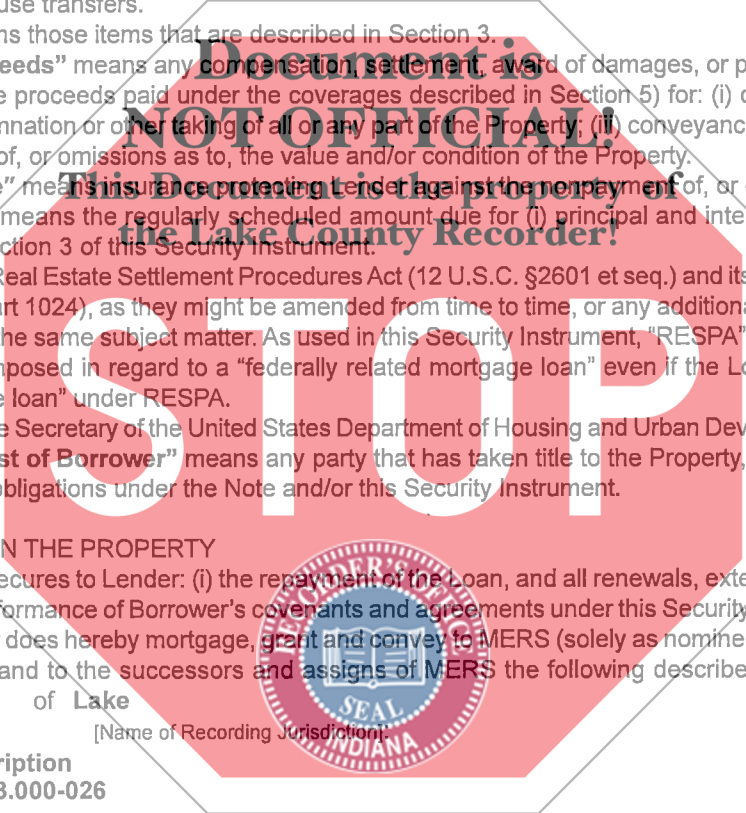 use transfers.
ns those items that are described in Section 3.
Document is
eeds” means any compensation, settlement, award of damages, or p
e proceeds paid under the coverages described in Section 5) for: (i)
NOT OFFICIAL!
mnation or other taking of all or any part of the Property; (ii) conveyanc
of, or omissions as to, the value and/or condition of the Property.
e” means insurance protecting Lender against the nonpayment of, or
This Document is the property of
means the regularly scheduled amount due for (i) principal and inte
the Lake County Recorder!
ction 3 of this Security Instrument.
Real Estate Settlement Procedures Act (12 U.S.C. §2601 et seq.) and its
art 1024), as they might be amended from time to time, or any additiona
he same subject matter. As used in this Security Instrument, “RESPA”
nposed in regard to a “federally related mortgage loan” even if the Lo
e loan” under RESPA.
STOP
e Secretary of the United States Department of Housing and Urban Dev
st of Borrower” means any party that has taken title to the Property,
obligations under the Note and/or this Security Instrument.
N THE PROPERTY
ecures to Lender: (i) the repayment of the Loan, and all renewals, exte
formance of Borrower’s covenants and agreements under this Security
r does hereby mortgage, grant and convey to MERS (solely as nomine
and to the successors and assigns of MERS the following describe
RECORDER'S OFFICE
SEAL
INDIANA
of Lake
[Name of Recording Jurisdiction]:
ription
3.000-026